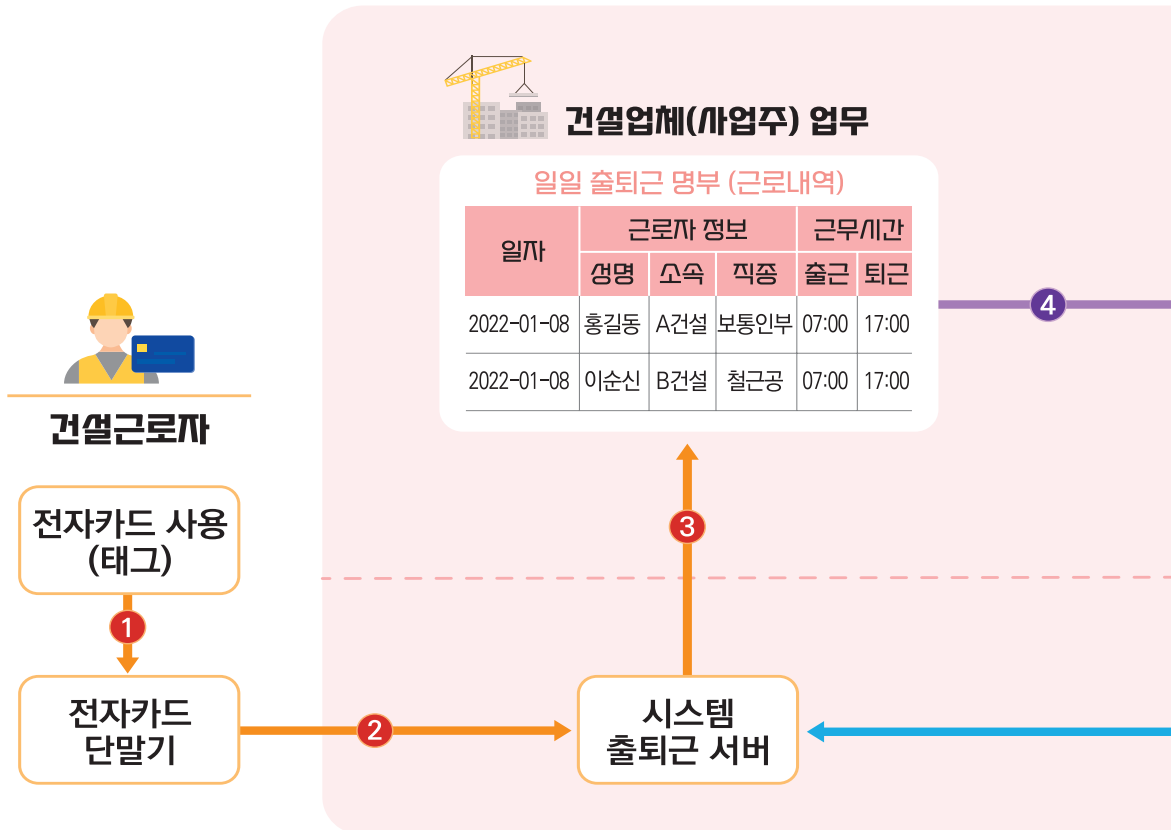 건설업체(사업주) 업무
일일 출퇴근 명부 (근로내역)
일자 근로자 정보 근무시간
성명 소속 직종 출근 퇴근
2022-01-08 홍길동 A건설 보통인부 07:00 17:00
2022-01-08 이순신 B건설 철근공 07:00 17:00
4
건설근로자
전자카드 사용
(태그)
1
전자카드
단말기
2
3
시스템
출퇴근 서버